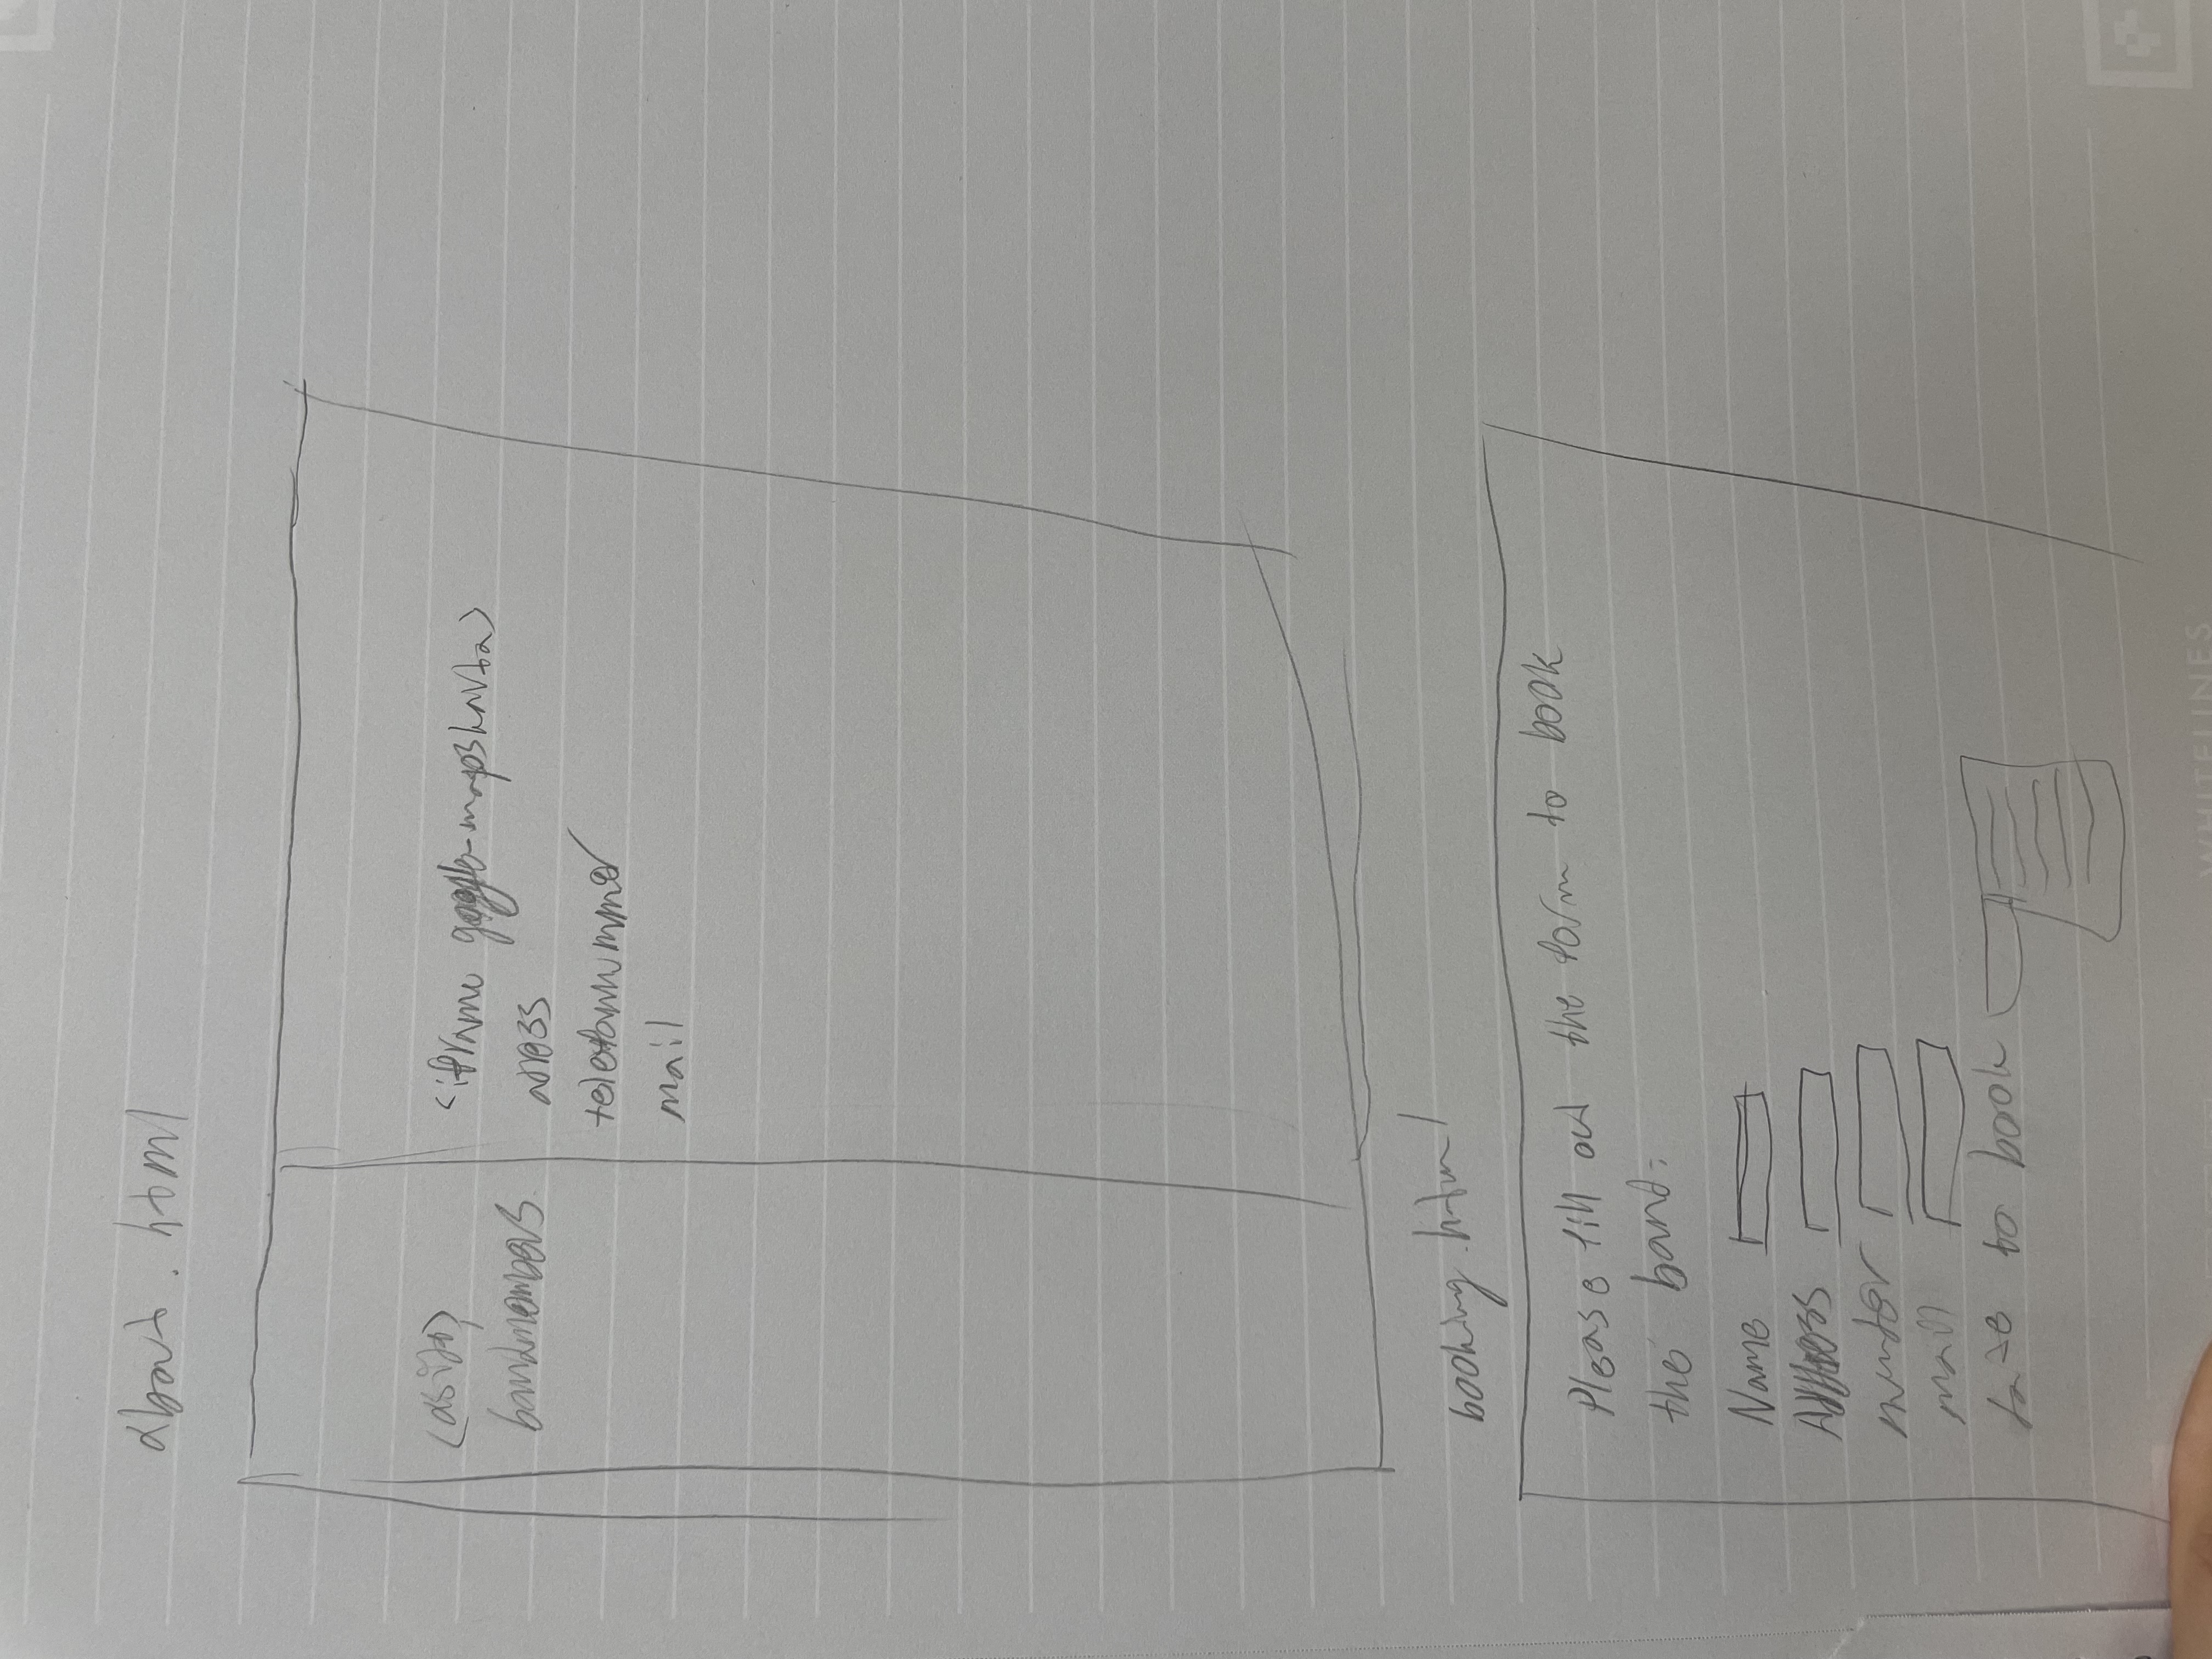 about.html
<aside>
bandmembers
<iframe google-mapskarta>
adress
telefonnummer
mail
booking.html
Please fill out the form to book
the band:
Name
Address
mail
date to book
WHITELINES